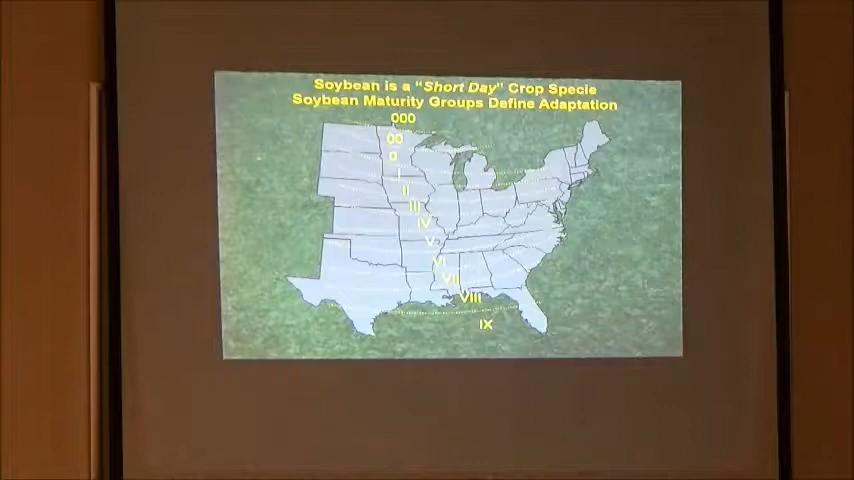 Soybean is a "Short Day" Crop Specie
Soybean Maturity Groups Define Adaptation
000
00
0
I
II
III
IV
V
VI
VII
VIII
IX